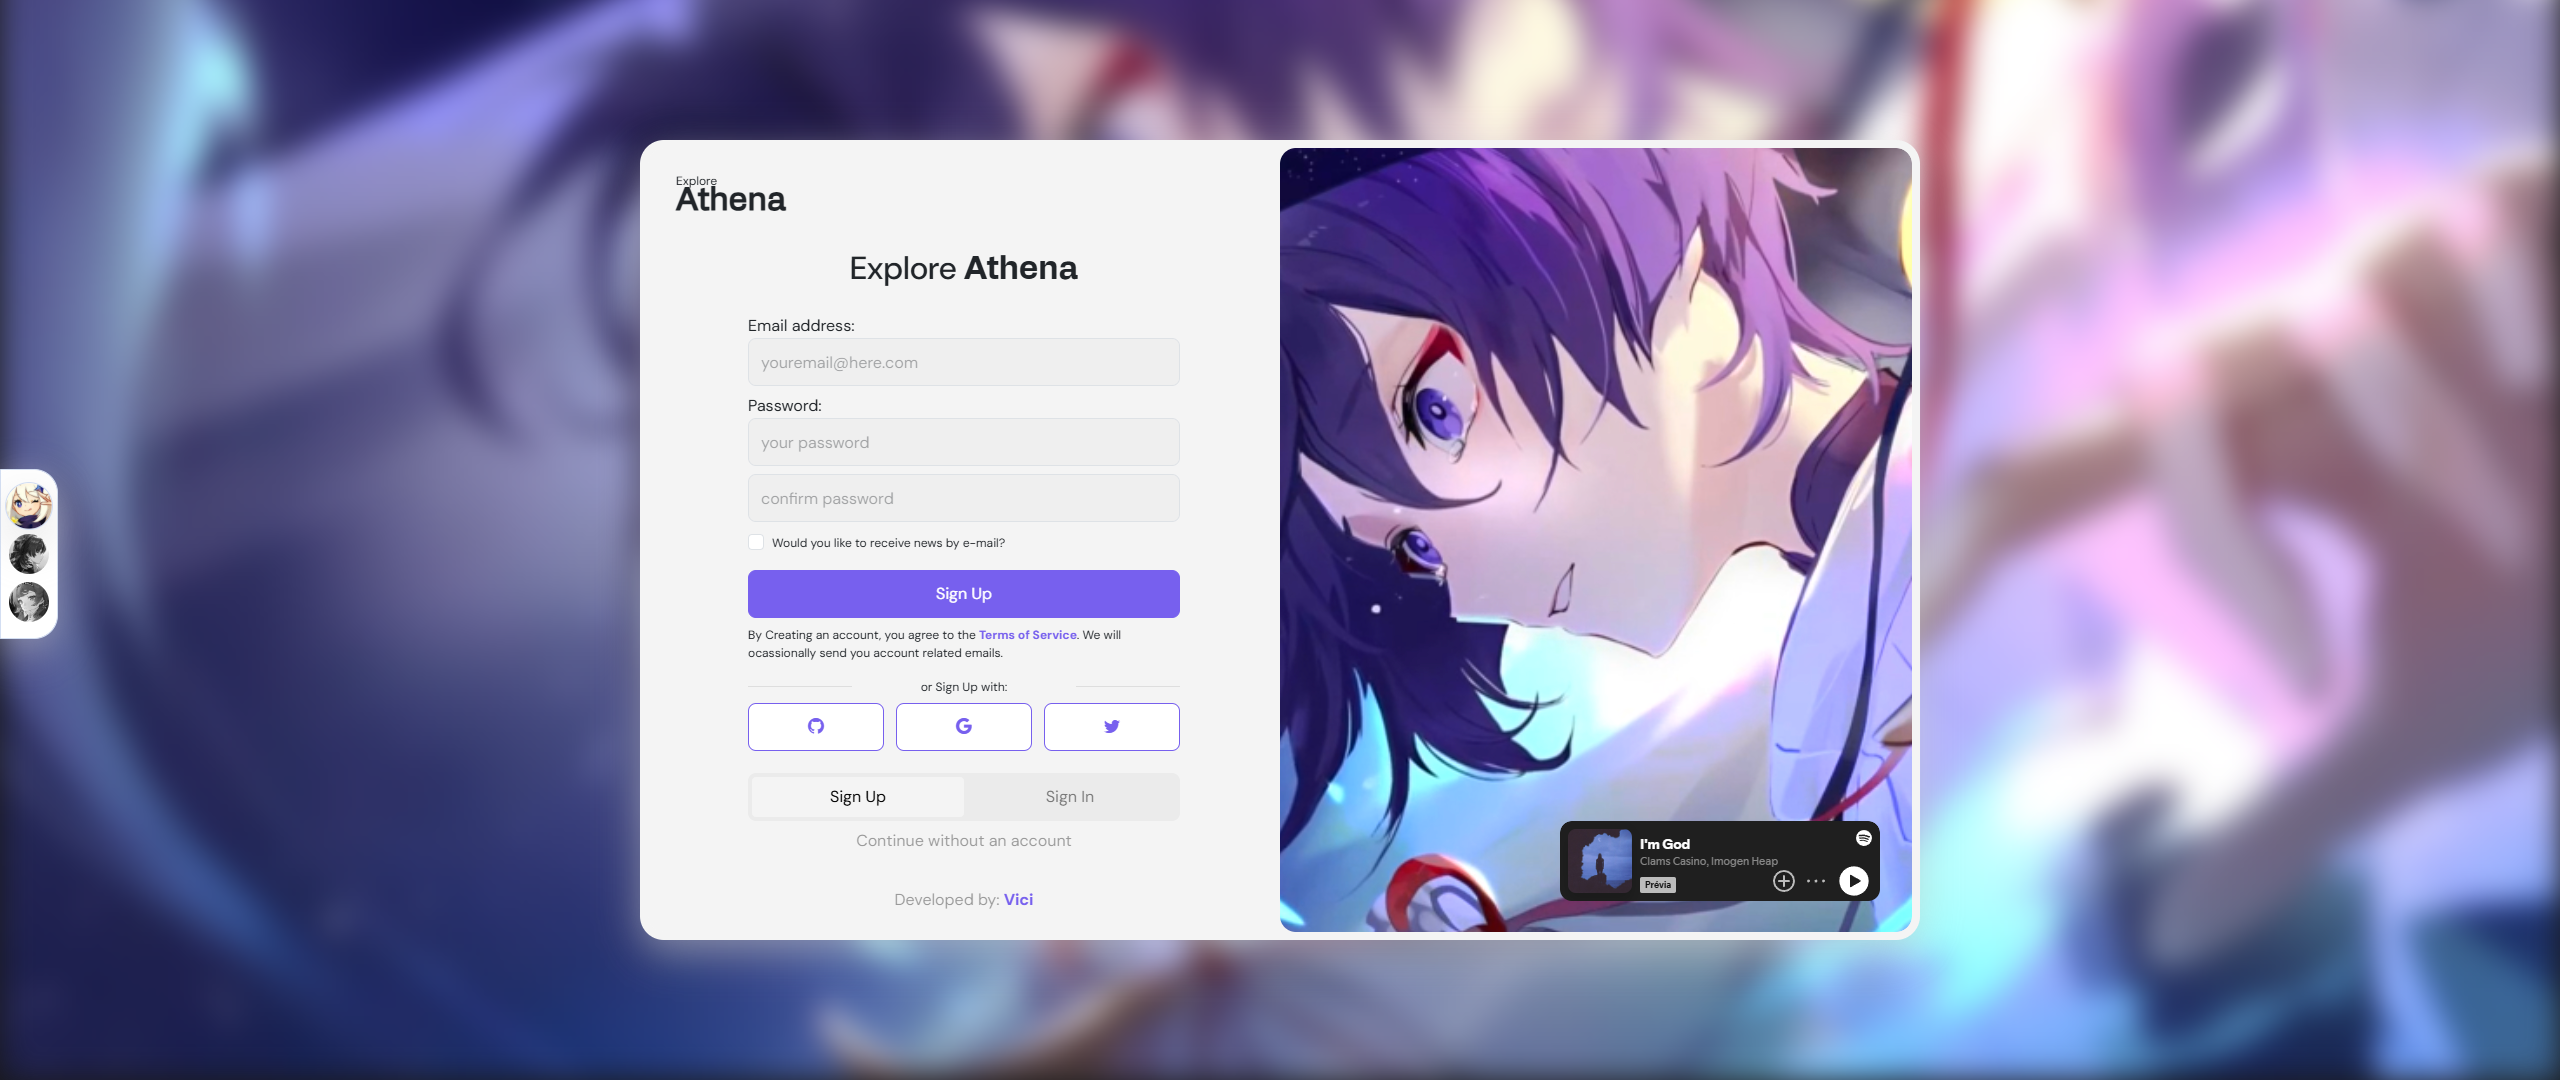 Explore
Athena
Explore Athena
Email address:
youremail@here.com
Password:
your password
confirm password
Would you like to receive news by e-mail?
Sign Up
By Creating an account, you agree to the Terms of Service. We will
ocassionally send you account related emails.
or Sign Up with:
Sign Up
Sign In
Continue without an account
Developed by: Vici
I'm God
Clams Casino, Imogen Heap
Prévia